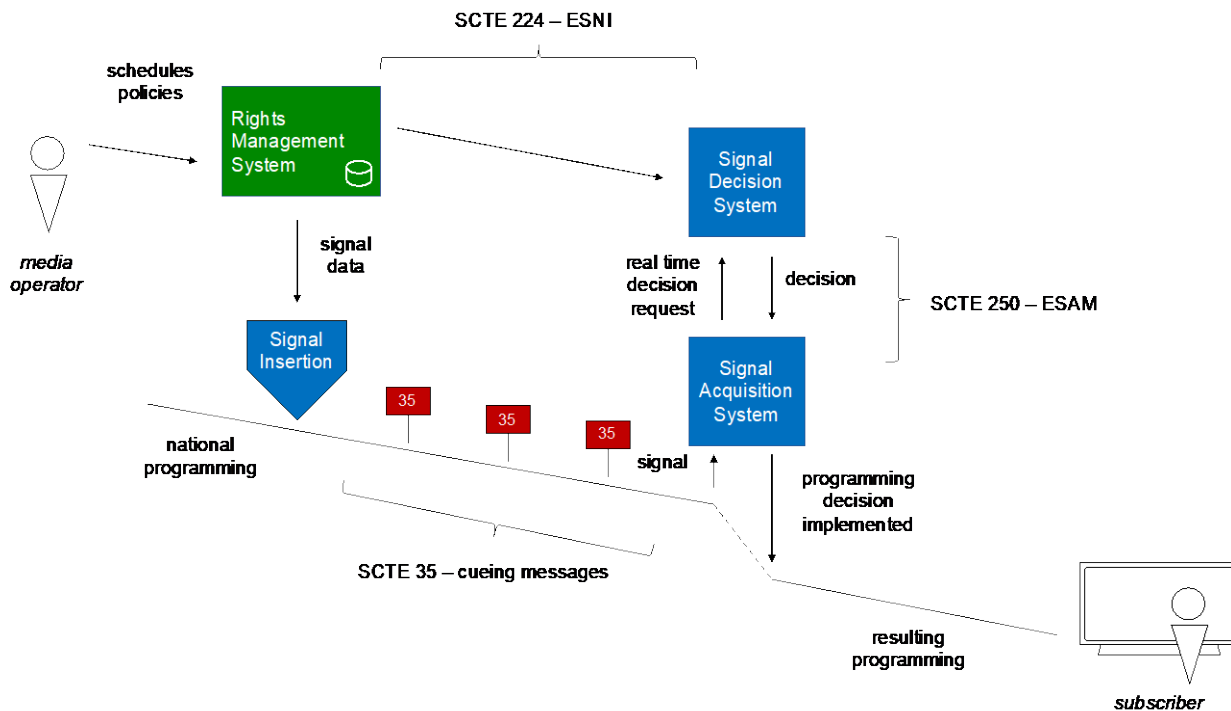 SCTE 224 – ESNI
schedules
policies
Rights
Management
System
Signal
Decision
System
media
operator
signal
data
real time
decision
request
decision
SCTE 250 – ESAM
Signal
Insertion
Signal
Acquisition
System
35
35
35
national
programming
signal
programming
decision
implemented
SCTE 35 – cueing messages
resulting
programming
subscriber